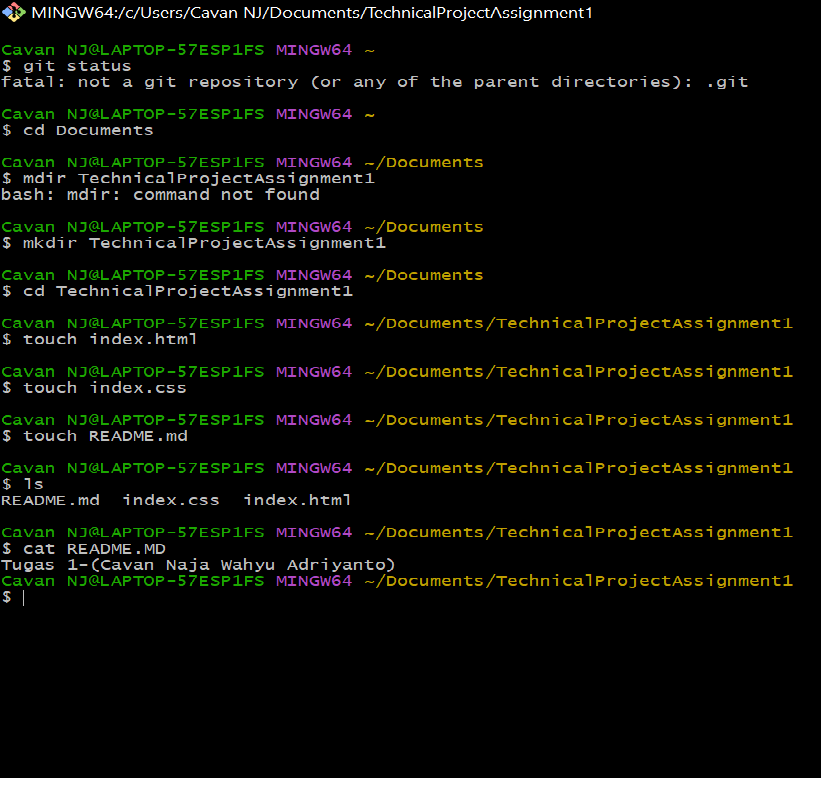 MINGW64:/c/Users/Cavan NJ/Documents/TechnicalProjectAssignment1
Cavan NJ@LAPTOP-57ESP1FS MINGW64 ~
$ git status
fatal: not a git repository (or any of the parent directories): .git
Cavan NJ@LAPTOP-57ESP1FS MINGW64 ~
$ cd Documents
Cavan NJ@LAPTOP-57ESP1FS MINGW64 ~/Documents
$ mdir TechnicalProjectAssignment1
bash: mdir: command not found
Cavan NJ@LAPTOP-57ESP1FS MINGW64 ~/Documents
$ mkdir TechnicalProjectAssignment1
Cavan NJ@LAPTOP-57ESP1FS MINGW64 ~/Documents
$ cd TechnicalProjectAssignment1
Cavan NJ@LAPTOP-57ESP1FS MINGW64 ~/Documents/TechnicalProjectAssignment1
$ touch index.html
Cavan NJ@LAPTOP-57ESP1FS MINGW64 ~/Documents/TechnicalProjectAssignment1
$ touch index.css
Cavan NJ@LAPTOP-57ESP1FS MINGW64 ~/Documents/TechnicalProjectAssignment1
$ touch README.md
Cavan NJ@LAPTOP-57ESP1FS MINGW64 ~/Documents/TechnicalProjectAssignment1
$ ls
README.md  index.css  index.html
Cavan NJ@LAPTOP-57ESP1FS MINGW64 ~/Documents/TechnicalProjectAssignment1
$ cat README.MD
Tugas 1-(Cavan Naja Wahyu Adriyanto)
Cavan NJ@LAPTOP-57ESP1FS MINGW64 ~/Documents/TechnicalProjectAssignment1
$